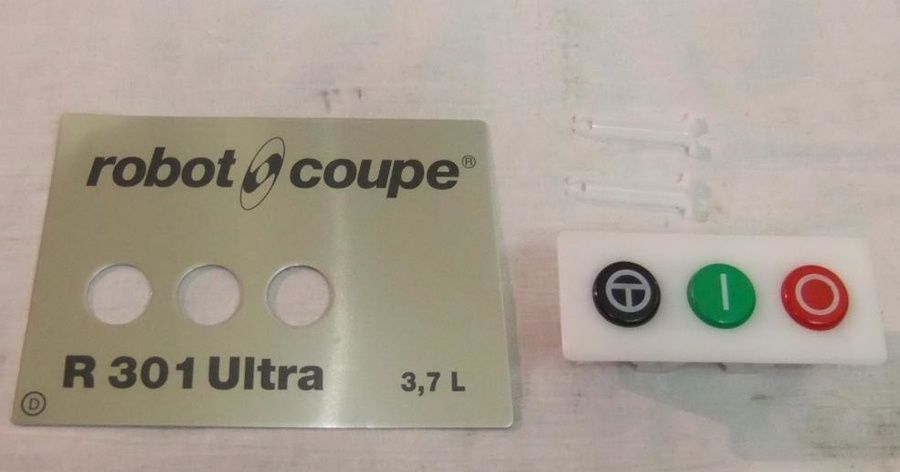 robot coupe®
R 301 Ultra
3,7 L
D